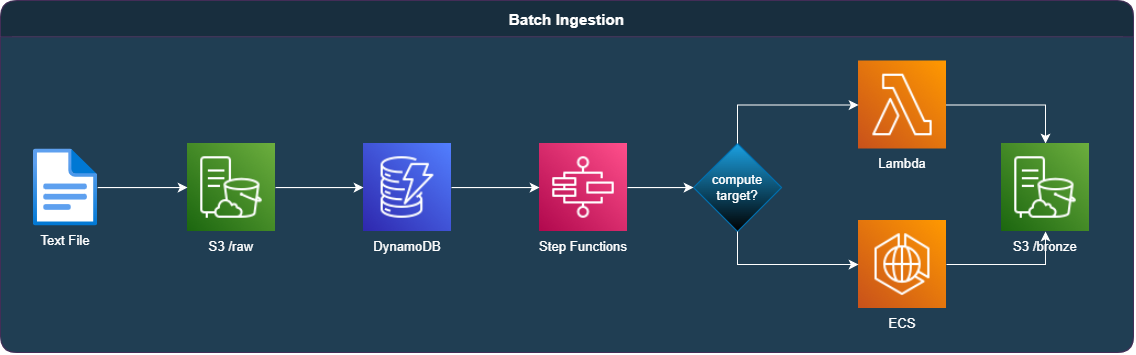 Batch Ingestion
Text File
S3 /raw
DynamoDB
Step Functions
compute
target?
Lambda
ECS
S3 /bronze